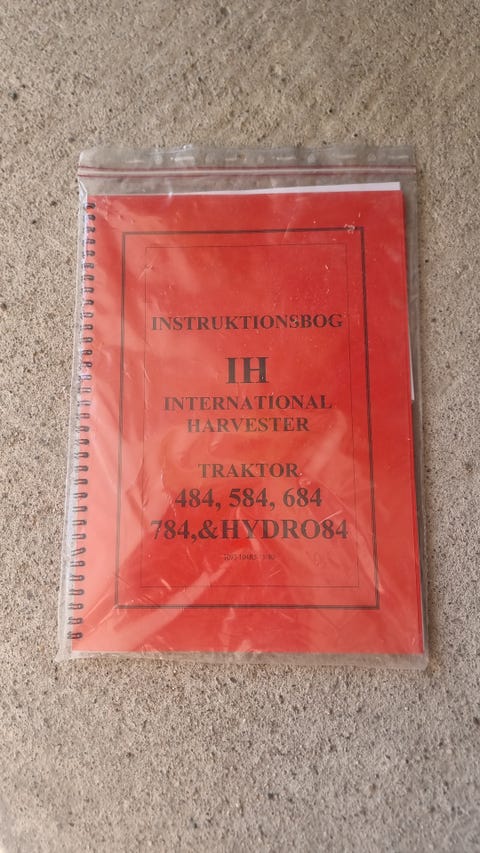 INSTRUKTIONSBOG
IH
INTERNATIONAL
HARVESTER
TRAKTOR
484, 584, 684
784,&HYDRO84